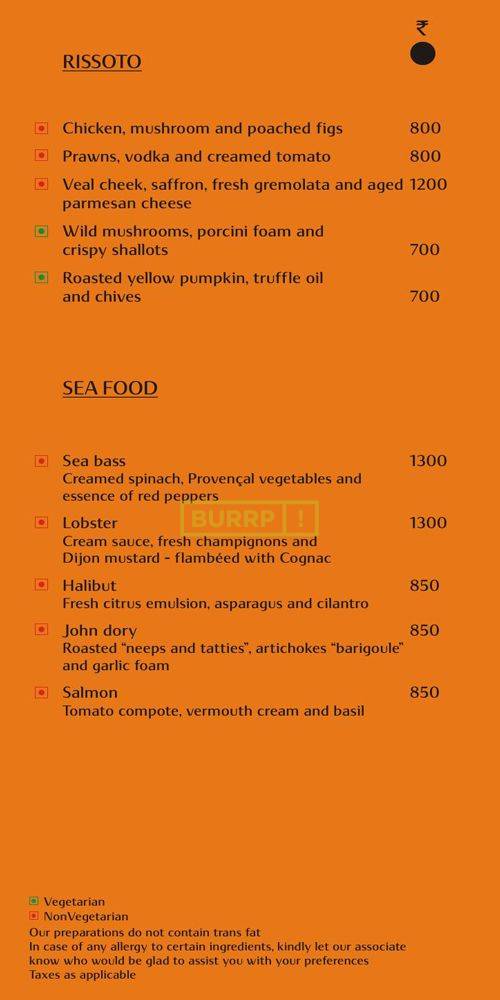 ₹
RISSOTO
Chicken, mushroom and poached figs 800
Prawns, vodka and creamed tomato 800
Veal cheek, saffron, fresh gremolata and aged 1200
parmesan cheese
Wild mushrooms, porcini foam and
crispy shallots 700
Roasted yellow pumpkin, truffle oil
and chives 700
SEA FOOD
Sea bass 1300
Creamed spinach, Provençal vegetables and
essence of red peppers
BURRP !
Lobster 1300
Cream sauce, fresh champignons and
Dijon mustard - flambéed with Cognac
Halibut 850
Fresh citrus emulsion, asparagus and cilantro
John dory 850
Roasted “neeps and tatties”, artichokes “barigoule”
and garlic foam
Salmon 850
Tomato compote, vermouth cream and basil
Vegetarian
NonVegetarian
Our preparations do not contain trans fat
In case of any allergy to certain ingredients, kindly let our associate
know who would be glad to assist you with your preferences
Taxes as applicable